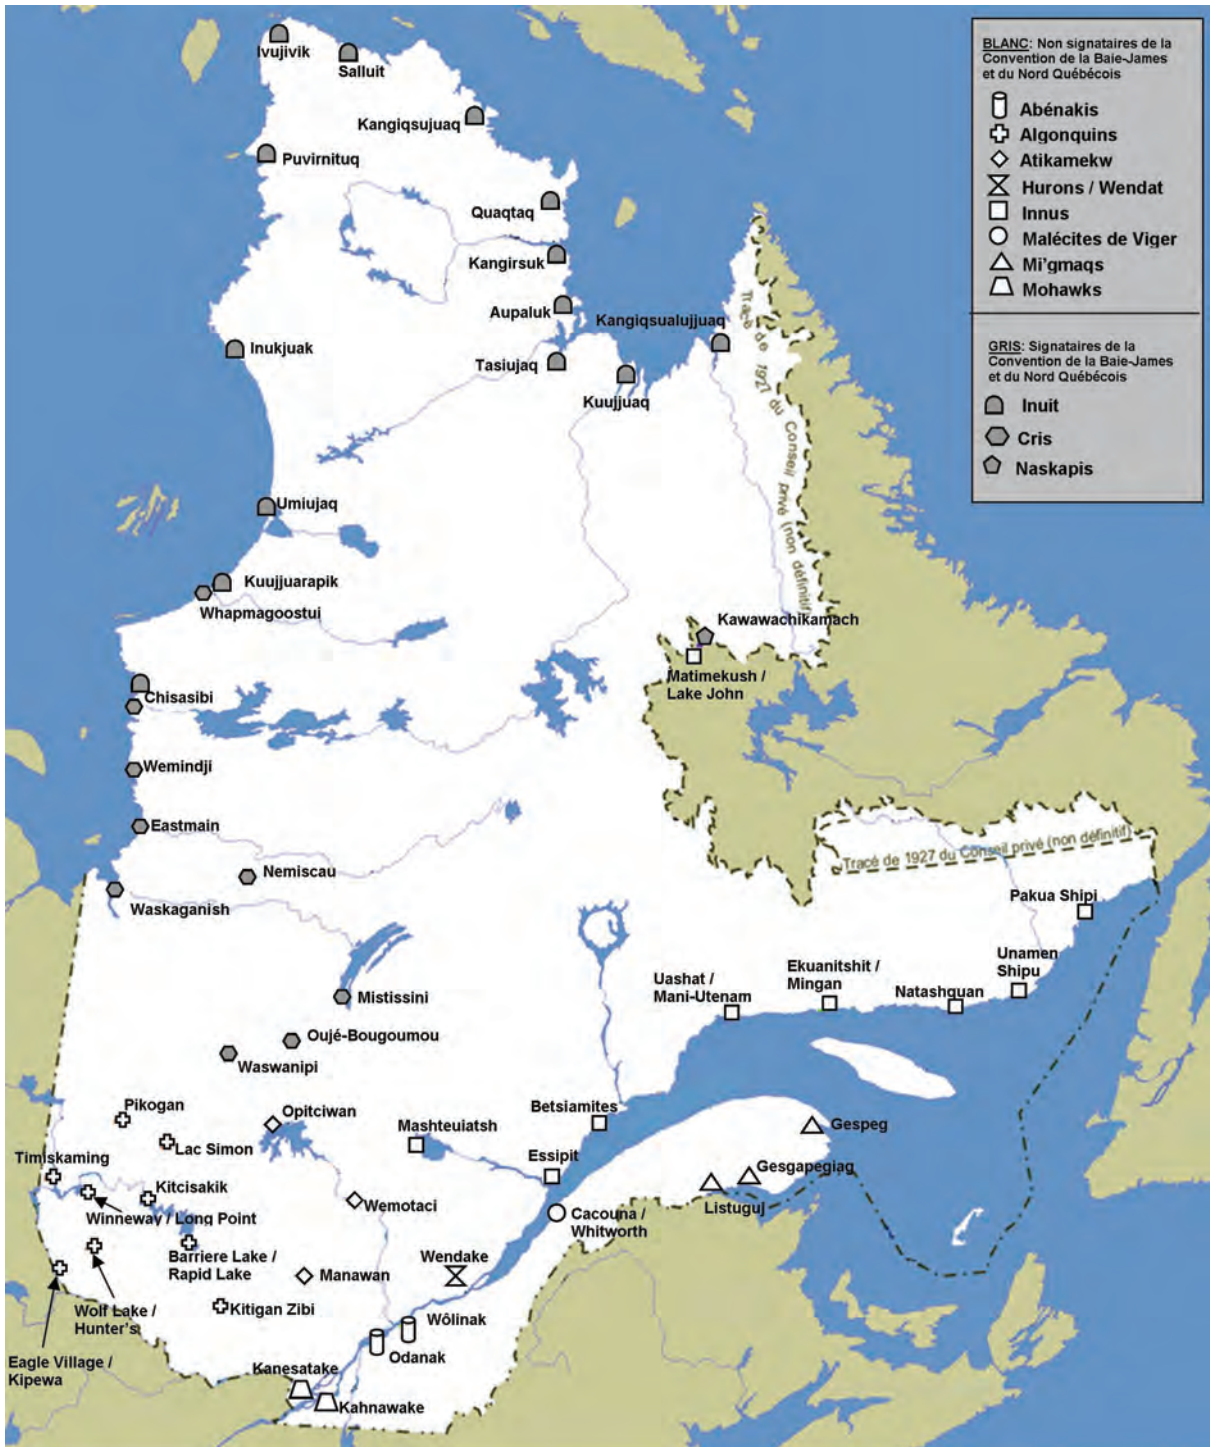 Ivujivik
Salluit
Kangiqsujuaq
Puvirnituq
Quaqtaq
Kangirsuk
Aupaluk
Kangiqsualujjuaq
Inukjuak
Tasiujaq
Kuujjuaq
Tracé de 1927 du Conseil privé (non définitif)
Umiujaq
Kuujjuarapik
Whapmagoostui
Kawawachikamach
Matimekush /
Lake John
Chisasibi
Wemindji
Eastmain
Tracé de 1927 du Conseil privé (non définitif)
Nemiscau
Pakua Shipi
Waskaganish
Unamen
Shipu
Ekuanitshit /
Mingan
Uashat /
Mani-Utenam
Natashquan
Mistissini
Oujé-Bougoumou
Waswanipi
Pikogan
Opitciwan
Betsiamites
Mashteuiatsh
Gespeg
Lac Simon
Timiskaming
Essipit
Gesgapegiag
Kitcisakik
Wemotaci
Listuguj
Winneway / Long Point
Cacouna /
Whitworth
Barriere Lake /
Rapid Lake
Wendake
Manawan
Wolf Lake /
Hunter's
Kitigan Zibi
Wôlinak
Eagle Village /
Kipewa
Odanak
Kanesatake
Kahnawake
BLANC: Non signataires de la
Convention de la Baie-James
et du Nord Québécois
Abénakis
Algonquins
Atikamekw
Hurons / Wendat
Innus
Malécites de Viger
Mi'gmaqs
Mohawks
GRIS: Signataires de la
Convention de la Baie-James
et du Nord Québécois
Inuit
Cris
Naskapis